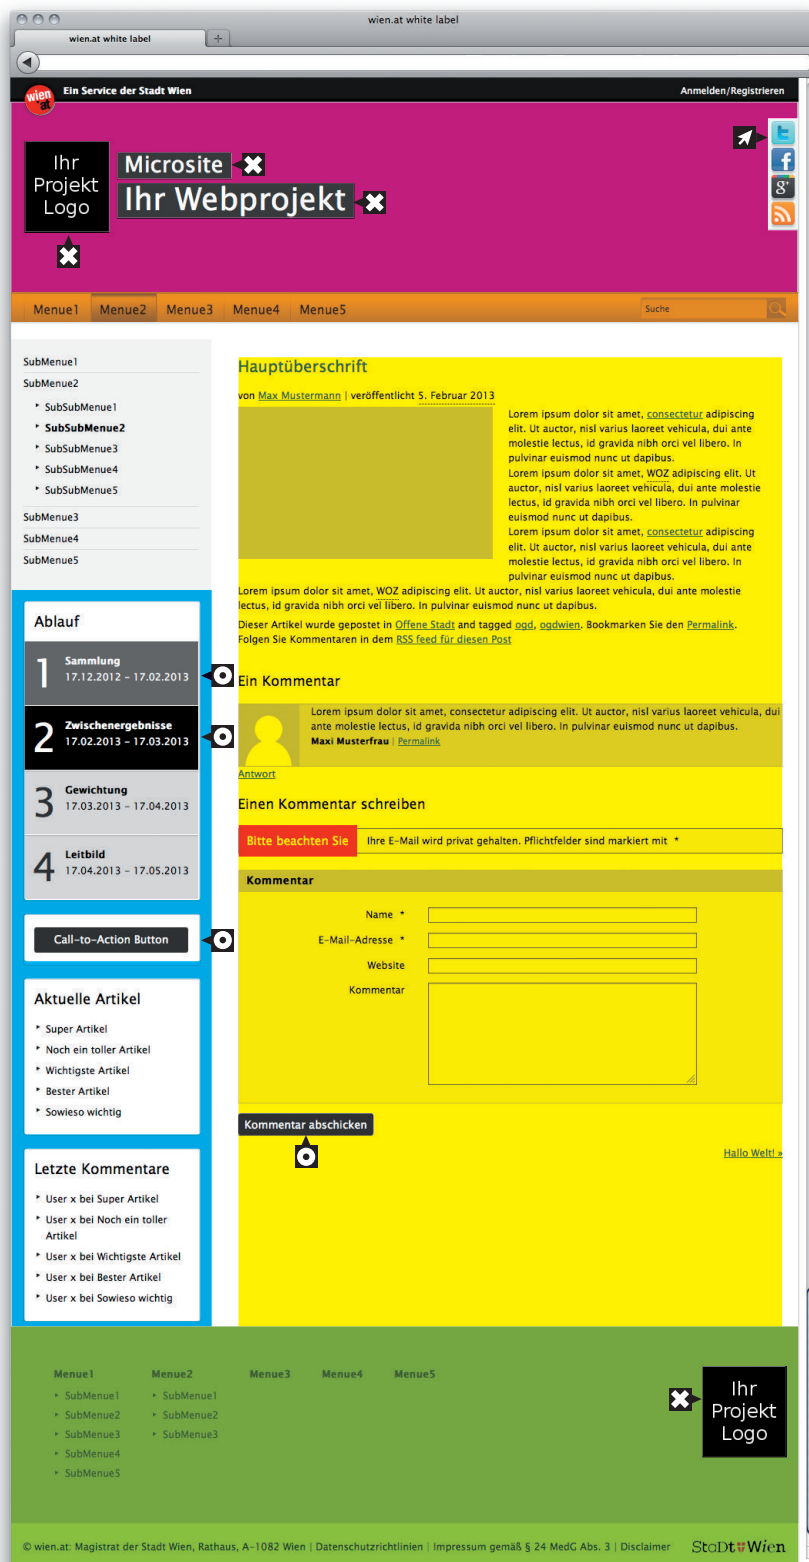 wien.at white label
wien.at white label
wien.at
Ein Service der Stadt Wien
Anmelden/Registrieren
Ihr
Projekt
Logo
Microsite
Ihr Webprojekt
Menue1 Menue2 Menue3 Menue4 Menue5
Suche
SubMenue1
SubMenue2
SubSubMenue1
SubSubMenue2
SubSubMenue3
SubSubMenue4
SubSubMenue5
SubMenue3
SubMenue4
SubMenue5
Ablauf
1 Sammlung
17.12.2012 – 17.02.2013
2 Zwischenergebnisse
17.02.2013 – 17.03.2013
3 Gewichtung
17.03.2013 – 17.04.2013
4 Leitbild
17.04.2013 – 17.05.2013
Call-to-Action Button
Aktuelle Artikel
Super Artikel
Noch ein toller Artikel
Wichtigste Artikel
Bester Artikel
Sowieso wichtig
Letzte Kommentare
User x bei Super Artikel
User x bei Noch ein toller
Artikel
User x bei Wichtigste Artikel
User x bei Bester Artikel
User x bei Sowieso wichtig
Hauptüberschrift
von Max Mustermann | veröffentlicht 5. Februar 2013
Lorem ipsum dolor sit amet, consectetur adipiscing
elit. Ut auctor, nisl varius laoreet vehicula, dui ante
molestie lectus, id gravida nibh orci vel libero. In
pulvinar euismod nunc ut dapibus.
Lorem ipsum dolor sit amet, WOZ adipiscing elit. Ut
auctor, nisl varius laoreet vehicula, dui ante molestie
lectus, id gravida nibh orci vel libero. In pulvinar
euismod nunc ut dapibus.
Lorem ipsum dolor sit amet, consectetur adipiscing
elit. Ut auctor, nisl varius laoreet vehicula, dui ante
molestie lectus, id gravida nibh orci vel libero. In
pulvinar euismod nunc ut dapibus.
Lorem ipsum dolor sit amet, WOZ adipiscing elit. Ut auctor, nisl varius laoreet vehicula, dui ante molestie
lectus, id gravida nibh orci vel libero. In pulvinar euismod nunc ut dapibus.
Dieser Artikel wurde gepostet in Offene Stadt and tagged ogd, ogdwien. Bookmarken Sie den Permalink.
Folgen Sie Kommentaren in dem RSS feed für diesen Post
Ein Kommentar
Lorem ipsum dolor sit amet, consectetur adipiscing elit. Ut auctor, nisl varius laoreet vehicula, dui
ante molestie lectus, id gravida nibh orci vel libero. In pulvinar euismod nunc ut dapibus.
Maxi Musterfrau | Permalink
Antwort
Einen Kommentar schreiben
Bitte beachten Sie Ihre E-Mail wird privat gehalten. Pflichtfelder sind markiert mit *
Kommentar
Name *
E-Mail-Adresse *
Website
Kommentar
Kommentar abschicken
Hallo Welt! »
Menue1 Menue2 Menue3 Menue4 Menue5
SubMenue1 SubMenue1
SubMenue2 SubMenue2
SubMenue3 SubMenue3
SubMenue4
SubMenue5
Ihr
Projekt
Logo
© wien.at: Magistrat der Stadt Wien, Rathaus, A-1082 Wien | Datenschutzrichtlinien | Impressum gemäß § 24 MedG Abs. 3 | Disclaimer
StaDt Wien